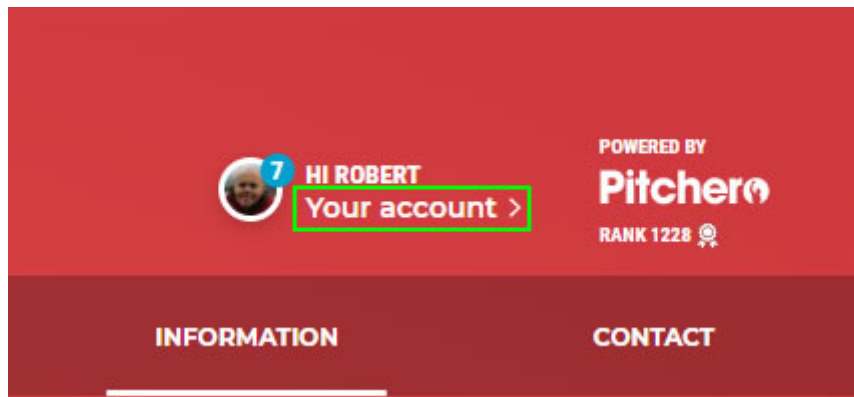 7
HI ROBERT
Your account >
POWERED BY
Pitchero
RANK 1228
INFORMATION
CONTACT